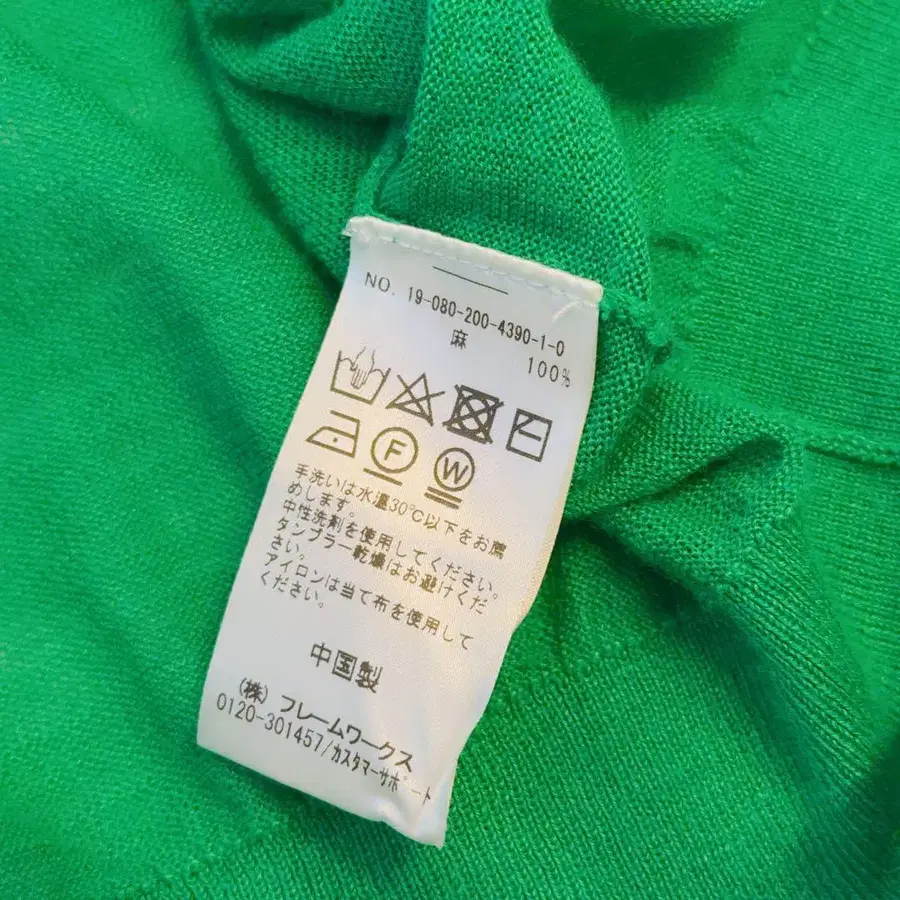 NO. 19-080-200-4390-1-0
麻 100%
F W
手洗いは水温30℃以下をお薦
めします。
中性洗剤を使用してください。
タンブラー乾燥はお避けくだ
さい。
アイロンは当て布を使用して
ください。
中国製
(株) フレームワークス
0120-301457/カスタマーサポート